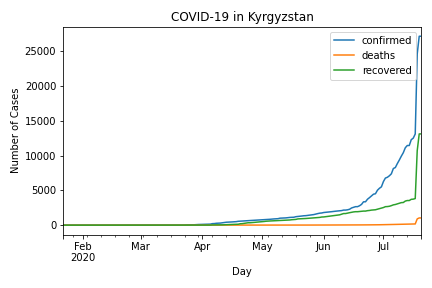 COVID-19 in Kyrgyzstan
confirmed
deaths
recovered
Number of Cases
25000
20000
15000
10000
5000
0
Feb
2020
Mar
Apr
May
Jun
Jul
Day